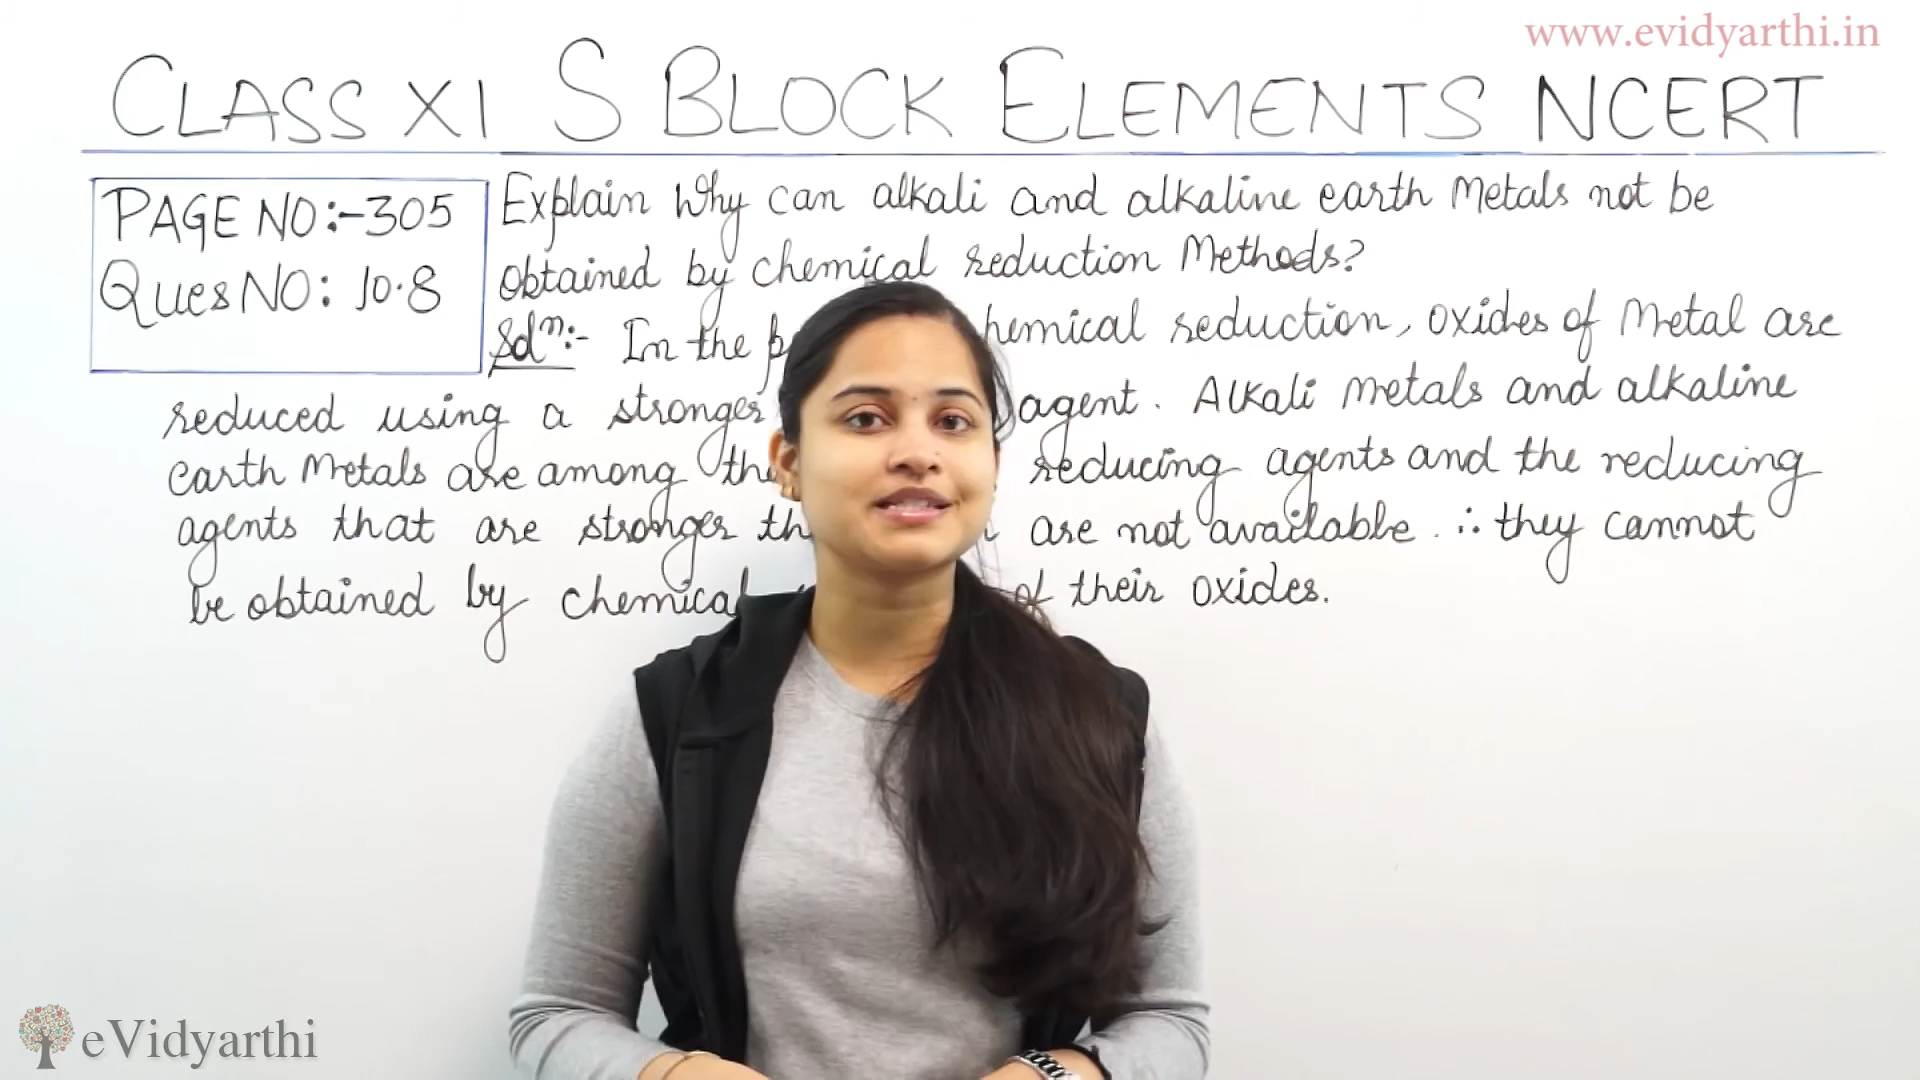 www.evidyarthi.in
CLASS XI S BLOCK ELEMENTS NCERT
PAGE NO:-305
Ques NO: 10.8
Explain Why can alkali and alkaline earth Metals not be
obtained by chemical reduction Methods?
Solⁿ:- In the hemical reduction, oxides of Metal are
reduced using a stronger agent. Alkali Metals and alkaline
earth Metals are among the reducing agents and the reducing
agents that are stronger th are not available. ∴ they cannot
be obtained by chemical of their oxides.
eVidyarthi